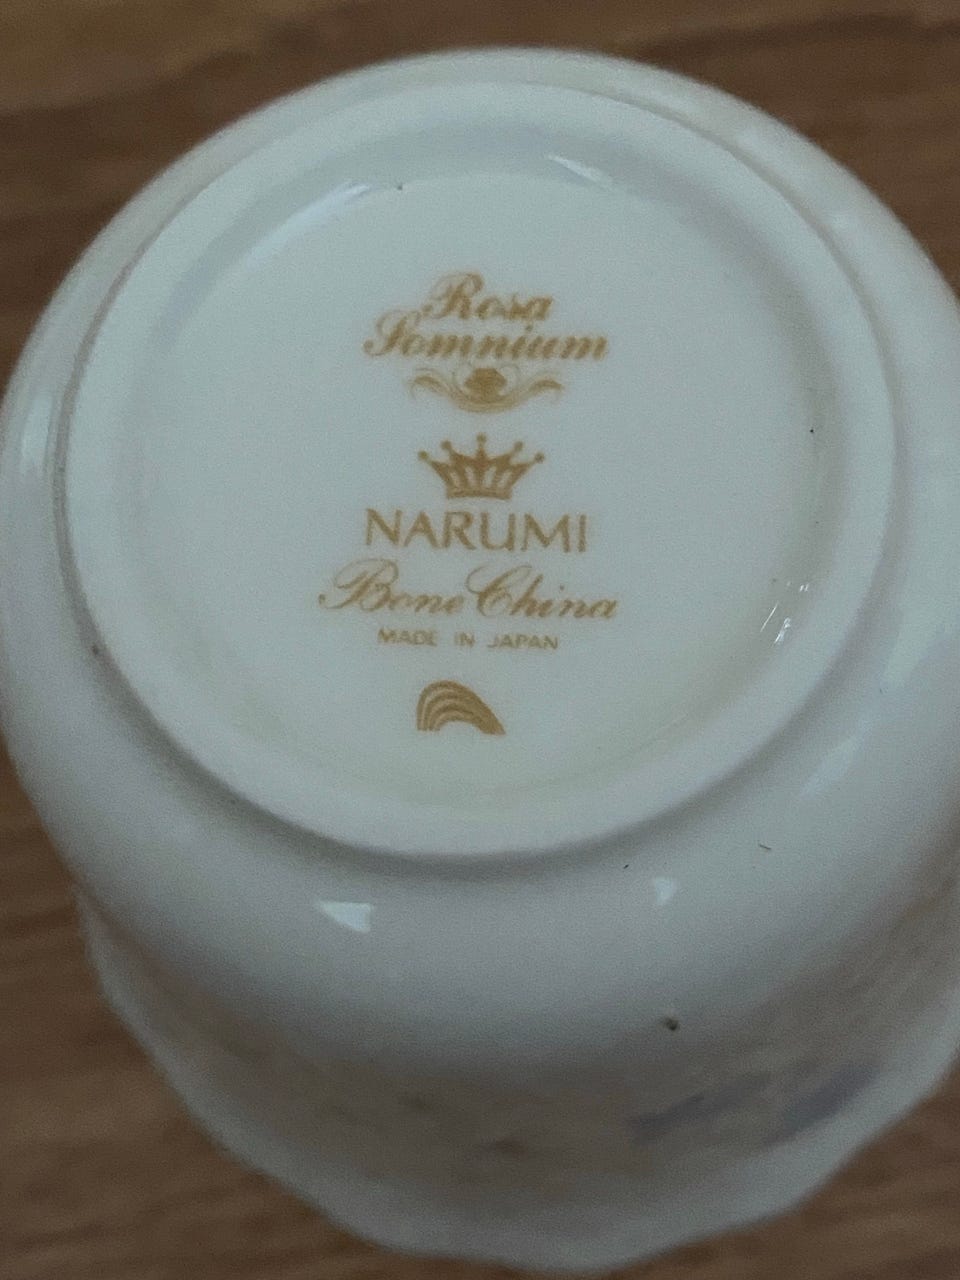 Rosa
Somnium
NARUMI
Bone China
MADE IN JAPAN